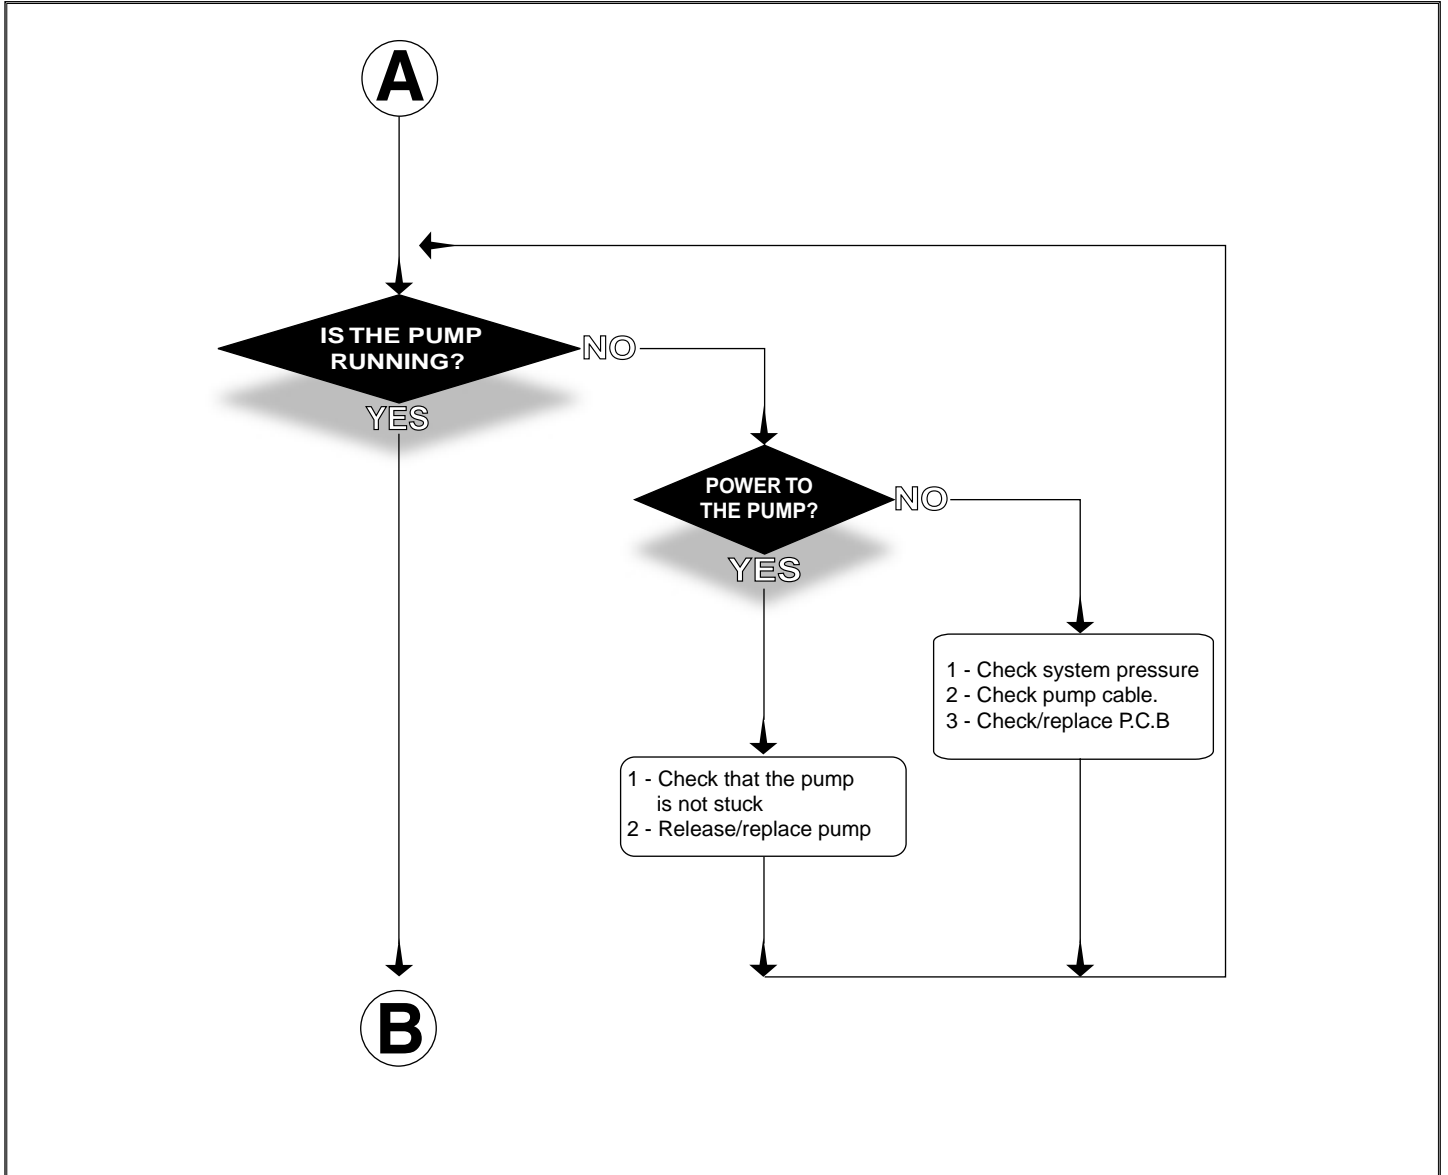 A
IS THE PUMP
RUNNING?
NO
YES
POWER TO
THE PUMP?
NO
YES
1 - Check system pressure
2 - Check pump cable.
3 - Check/replace P.C.B
1 - Check that the pump
is not stuck
2 - Release/replace pump
B